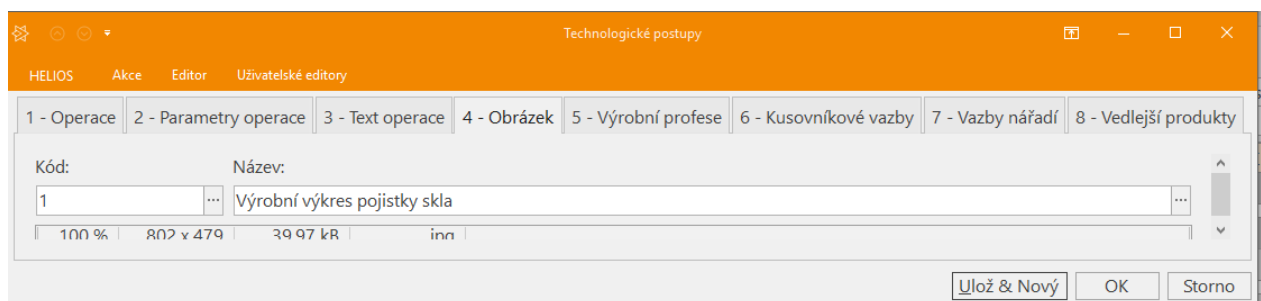 Technologické postupy
HELIOS Akce Editor Uživatelské editory
1 - Operace 2 - Parametry operace 3 - Text operace 4 - Obrázek 5 - Výrobní profese 6 - Kusovníkové vazby 7 - Vazby nářadí 8 - Vedlejší produkty
Kód: Název:
1 ... Výrobní výkres pojistky skla ...
100 % 802 x 479 39.97 kB
Ulož & Nový OK Storno